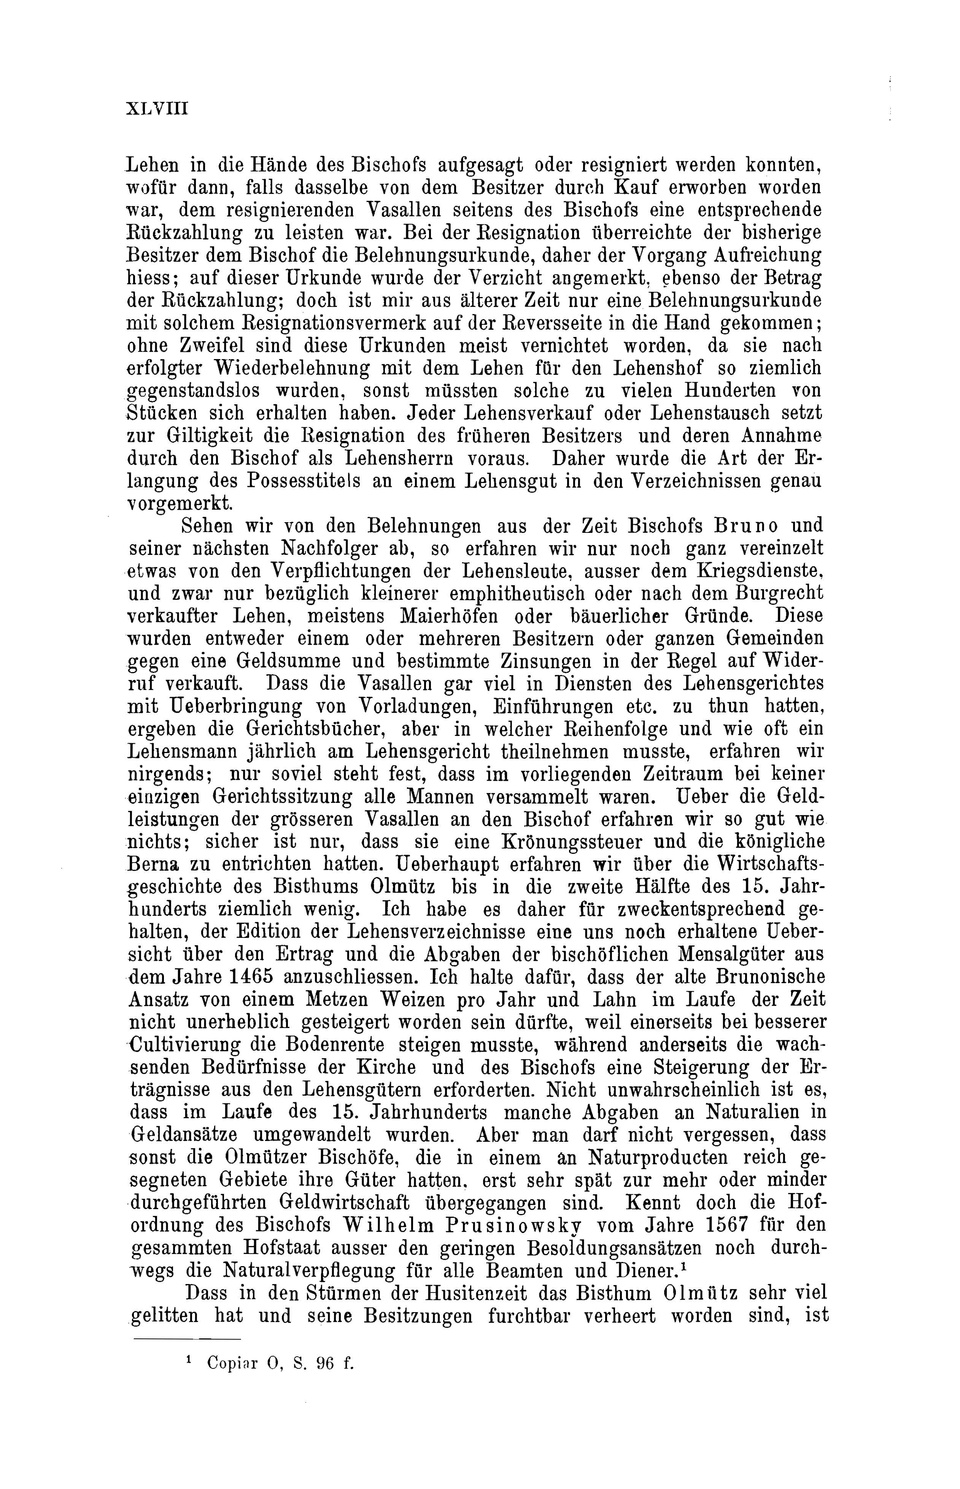 XLVIII
Lehen in die Hände des Bischofs aufgesagt oder resigniert werden konnten,
wofür dann, falls dasselbe von dem Besitzer durch Kauf erworben worden
war, dem resignierenden Vasallen seitens des Bischofs eine entsprechende
Rückzahlung zu leisten war. Bei der Resignation überreichte der bisherige
Besitzer dem Bischof die Belehnungsurkunde, daher der Vorgang Aufreichung
hiess; auf dieser Urkunde wurde der Verzicht angemerkt, ebenso der Betrag
der Rückzahlung; doch ist mir aus älterer Zeit nur eine Belehnungsurkunde
mit solchem Resignationsvermerk auf der Reversseite in die Hand gekommen;
ohne Zweifel sind diese Urkunden meist vernichtet worden, da sie nach
erfolgter Wiederbelehnung mit dem Lehen für den Lehenshof so ziemlich
gegenstandslos wurden, sonst müssten solche zu vielen Hunderten von
Stücken sich erhalten haben. Jeder Lehensverkauf oder Lehenstausch setzt
zur Giltigkeit die Resignation des früheren Besitzers und deren Annahme
durch den Bischof als Lehensherrn voraus. Daher wurde die Art der Er-
langung des Possesstitels an einem Lehensgut in den Verzeichnissen genau
vorgemerkt.
Sehen wir von den Belehnungen aus der Zeit Bischofs Bruno und
seiner nächsten Nachfolger ab, so erfahren wir nur noch ganz vereinzelt
etwas von den Verpflichtungen der Lehensleute, ausser dem Kriegsdienste,
und zwar nur bezüglich kleinerer emphitheutisch oder nach dem Burgrecht
verkaufter Lehen, meistens Maierhöfen oder bäuerlicher Gründe. Diese
wurden entweder einem oder mehreren Besitzern oder ganzen Gemeinden
gegen eine Geldsumme und bestimmte Zinsungen in der Regel auf Wider-
ruf verkauft. Dass die Vasallen gar viel in Diensten des Lehensgerichtes
mit Ueberbringung von Vorladungen, Einführungen etc. zu thun hatten,
ergeben die Gerichtsbücher, aber in welcher Reihenfolge und wie oft ein
Lehensmann jährlich am Lehensgericht theilnehmen musste, erfahren wir
nirgends; nur soviel steht fest, dass im vorliegenden Zeitraum bei keiner
einzigen Gerichtssitzung alle Mannen versammelt waren. Ueber die Geld-
leistungen der grösseren Vasallen an den Bischof erfahren wir so gut wie
nichts; sicher ist nur, dass sie eine Krönungssteuer und die königliche
Berna zu entrichten hatten. Ueberhaupt erfahren wir über die Wirtschafts-
geschichte des Bisthums Olmütz bis in die zweite Hälfte des 15. Jahr-
hunderts ziemlich wenig. Ich habe es daher für zweckentsprechend ge-
halten, der Edition der Lehensverzeichnisse eine uns noch erhaltene Ueber-
sicht über den Ertrag und die Abgaben der bischöflichen Mensalgüter aus
dem Jahre 1465 anzuschliessen. Ich halte dafür, dass der alte Brunonische
Ansatz von einem Metzen Weizen pro Jahr und Lahn im Laufe der Zeit
nicht unerheblich gesteigert worden sein dürfte, weil einerseits bei besserer
Cultivierung die Bodenrente steigen musste, während anderseits die wach-
senden Bedürfnisse der Kirche und des Bischofs eine Steigerung der Er-
trägnisse aus den Lehensgütern erforderten. Nicht unwahrscheinlich ist es,
dass im Laufe des 15. Jahrhunderts manche Abgaben an Naturalien in
Geldansätze umgewandelt wurden. Aber man darf nicht vergessen, dass
sonst die Olmützer Bischöfe, die in einem an Naturproducten reich ge-
segneten Gebiete ihre Güter hatten, erst sehr spät zur mehr oder minder
durchgeführten Geldwirtschaft übergegangen sind. Kennt doch die Hof-
ordnung des Bischofs Wilhelm Prusinowsky vom Jahre 1567 für den
gesammten Hofstaat ausser den geringen Besoldungsansätzen noch durch-
wegs die Naturalverpflegung für alle Beamten und Diener.¹
Dass in den Stürmen der Husitenzeit das Bisthum Olmütz sehr viel
gelitten hat und seine Besitzungen furchtbar verheert worden sind, ist
¹ Copiar O, S. 96 f.